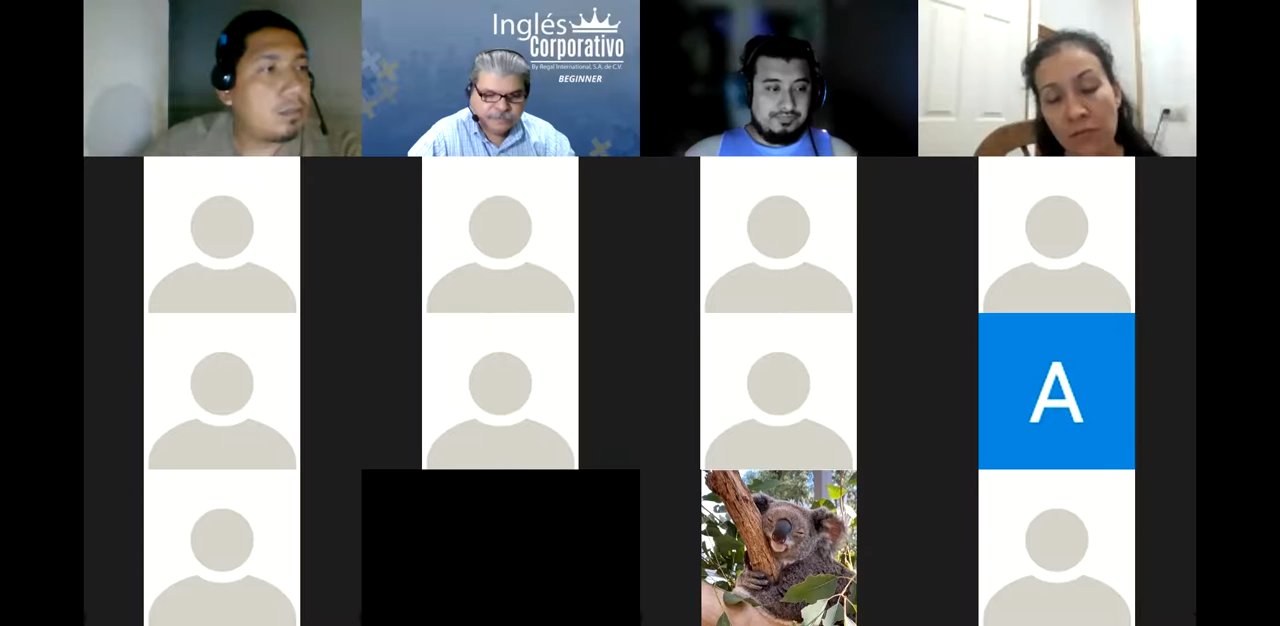 Inglés
Corporativo
By Regal International, S.A. de C.V.
BEGINNER
A